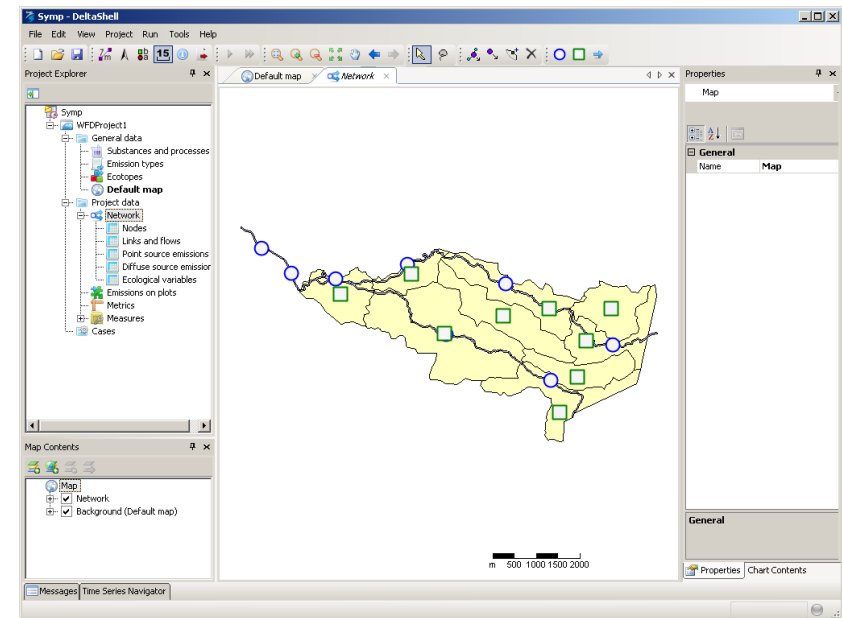 Symp - DeltaShell
File Edit View Project Run Tools Help
15
Project Explorer
Default map
Network
Properties
Symp
WFDProject1
General data
Substances and processes
Emission types
Ecotopes
Default map
Project data
Network
Nodes
Links and flows
Point source emissions
Diffuse source emission
Ecological variables
Emissions on plots
Metrics
Measures
Cases
Map
General
Name Map
Map Contents
Map
Network
Background (Default map)
m 500 1000 1500 2000
General
Properties Chart Contents
Messages Time Series Navigator